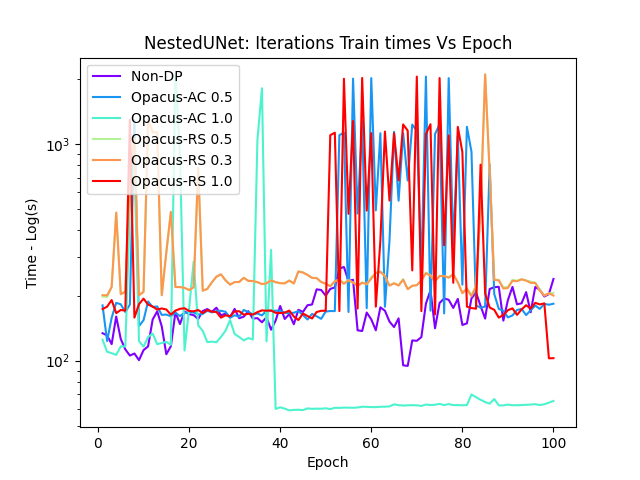 NestedUNet: Iterations Train times Vs Epoch
Non-DP
Opacus-AC 0.5
Opacus-AC 1.0
Opacus-RS 0.5
Opacus-RS 0.3
Opacus-RS 1.0
Time - Log(s)
10³
10²
0 20 40 60 80 100
Epoch